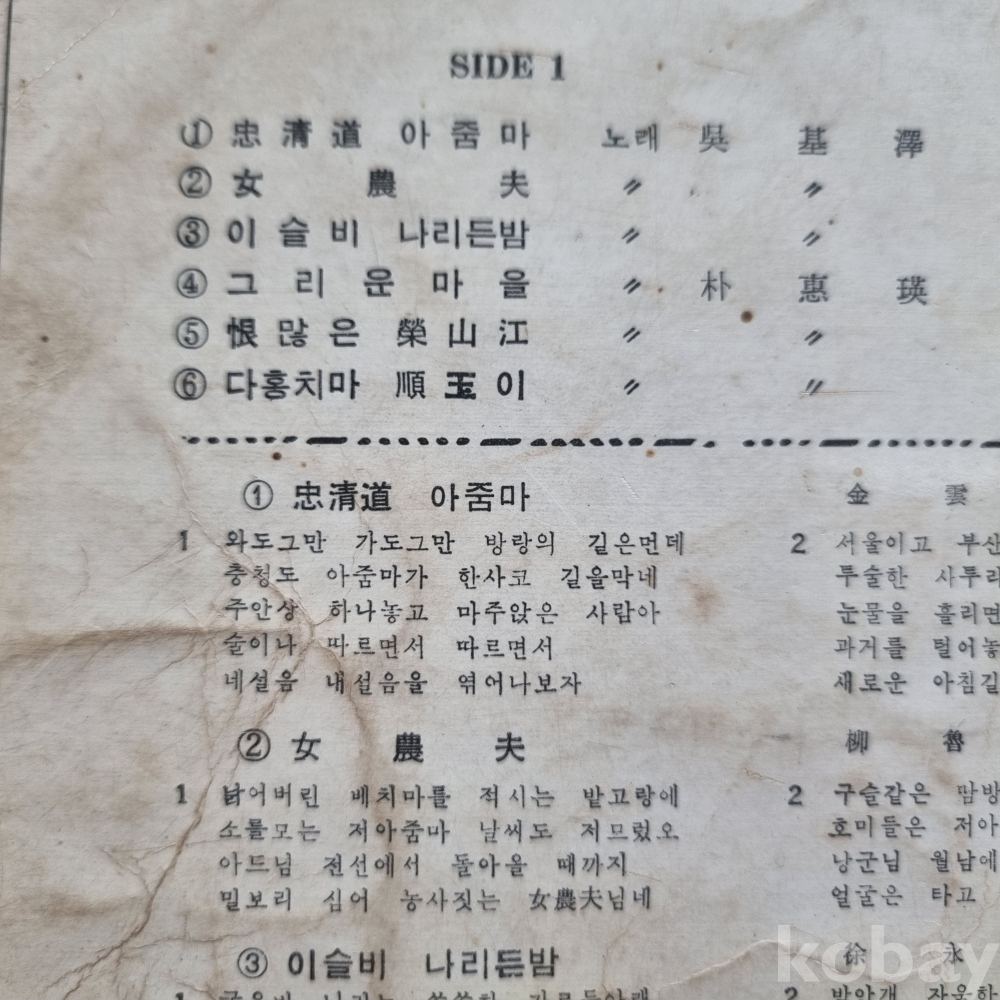 SIDE 1
① 忠清道 아줌마 노래 吳基澤
② 女農夫 〃 〃
③ 이슬비 나리든밤 〃 〃
④ 그리운마을 〃 朴惠瑛
⑤ 恨많은 榮山江 〃 〃
⑥ 다홍치마 順玉이 〃 〃
① 忠清道 아줌마 金雲
1 와도그만 가도그만 방랑의 길은먼데
충청도 아줌마가 한사코 길을막네
주안상 하나놓고 마주앉은 사람아
술이나 따르면서 따르면서
네설음 내설음을 엮어나보자
2 서울이고 부산
투술한 사투리
눈물을 흘리면
과거를 털어놓
새로운 아침길
② 女農夫 柳魯
1 낡어버린 베치마를 적시는 밭고랑에
소를모는 저아줌마 날씨도 저므렀오
아드님 전선에서 돌아올 때까지
밀보리 심어 농사짓는 女農夫님네
2 구슬같은 땀방
호미들은 저아
낭군님 월남에
얼굴은 타고
③ 이슬비 나리든밤 徐永
kobay